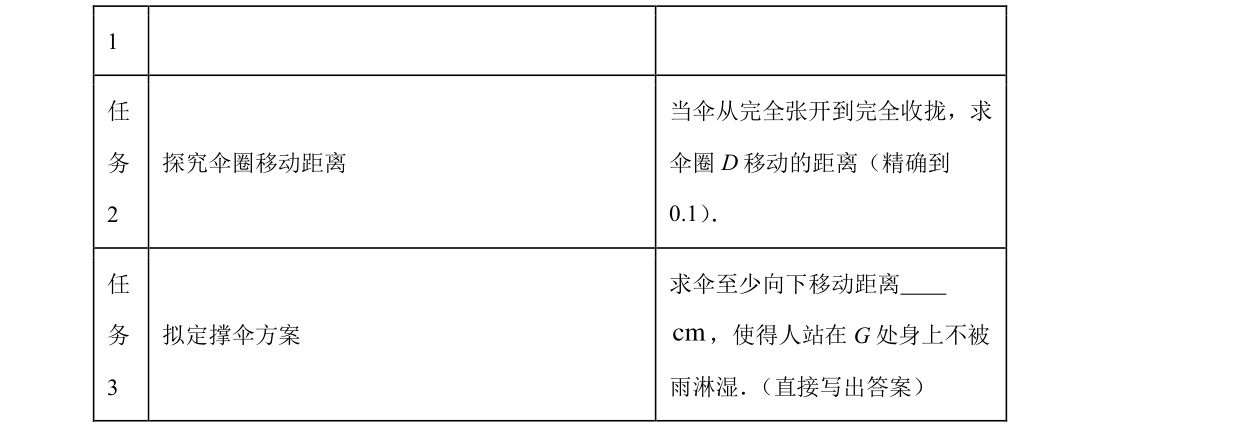 1
任
务
2
探究伞圈移动距离
当伞从完全张开到完全收拢，求
伞圈 D 移动的距离（精确到
0.1）.
任
务
3
拟定撑伞方案
求伞至少向下移动距离____
cm，使得人站在 G 处身上不被
雨淋湿．（直接写出答案）